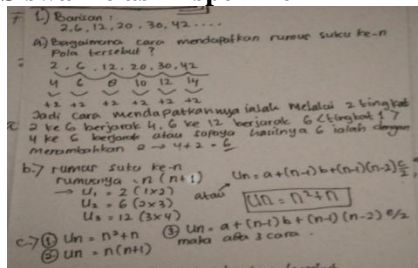 1.) Barisan :
2,6,12,20,30,42 ....
a) Bagaimana cara mendapatkan rumus suku ke-n
Pola tersebut ?
2 . 6 . 12 . 20 . 30 . 42
4 6 8 10 12 14
+2 +2 +2 +2 +2 +2
Jadi cara mendapatkannya ialah melalui 2 tingkat
2 ke 6 berjarak 4, 6 ke 12 berjarak 6 <tingkat 1>
4 ke 6 atau hasilnya 6 ialah dengan
menambahkan 2 → 4+2 = 6
b.) rumus suku ke-n
rumusnya = n (n+1)
→ U1 = 2 (1x2) atau Un = a+(n-1)b+(n-1)(n-2) c/2
U2 = 6 (2x3) Un = n²+n
U3 = 12 (3x4)
c→) ① Un = n²+n ③ Un = a+(n-1)b+(n-1)(n-2) c/2
② Un = n(n+1) maka ada 3 cara.